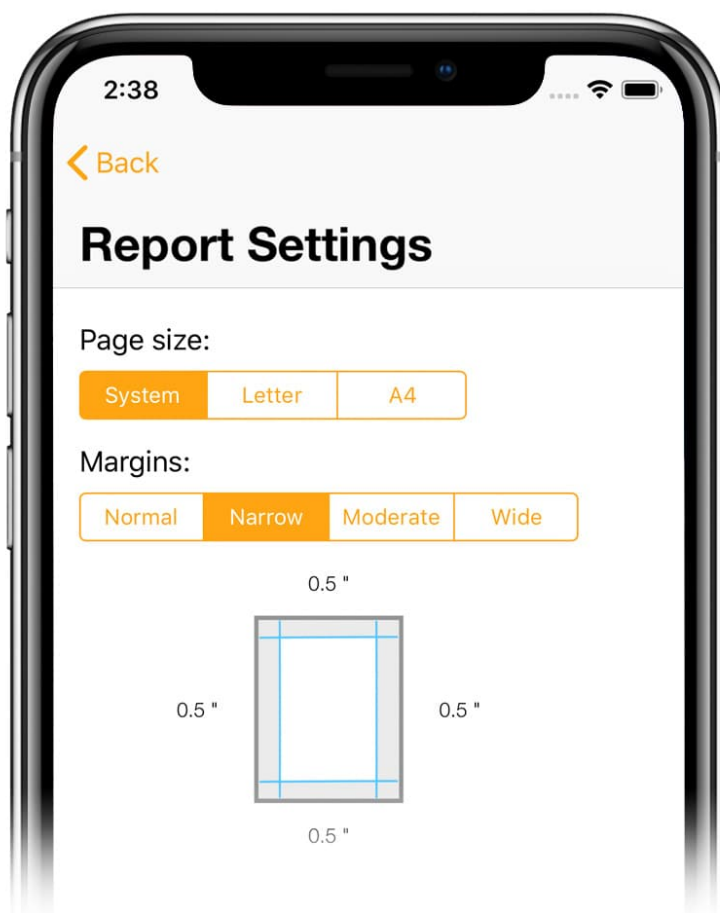 2:38
Back
Report Settings
Page size:
System Letter A4
Margins:
Normal Narrow Moderate Wide
0.5 "
0.5 " 0.5 "
0.5 "